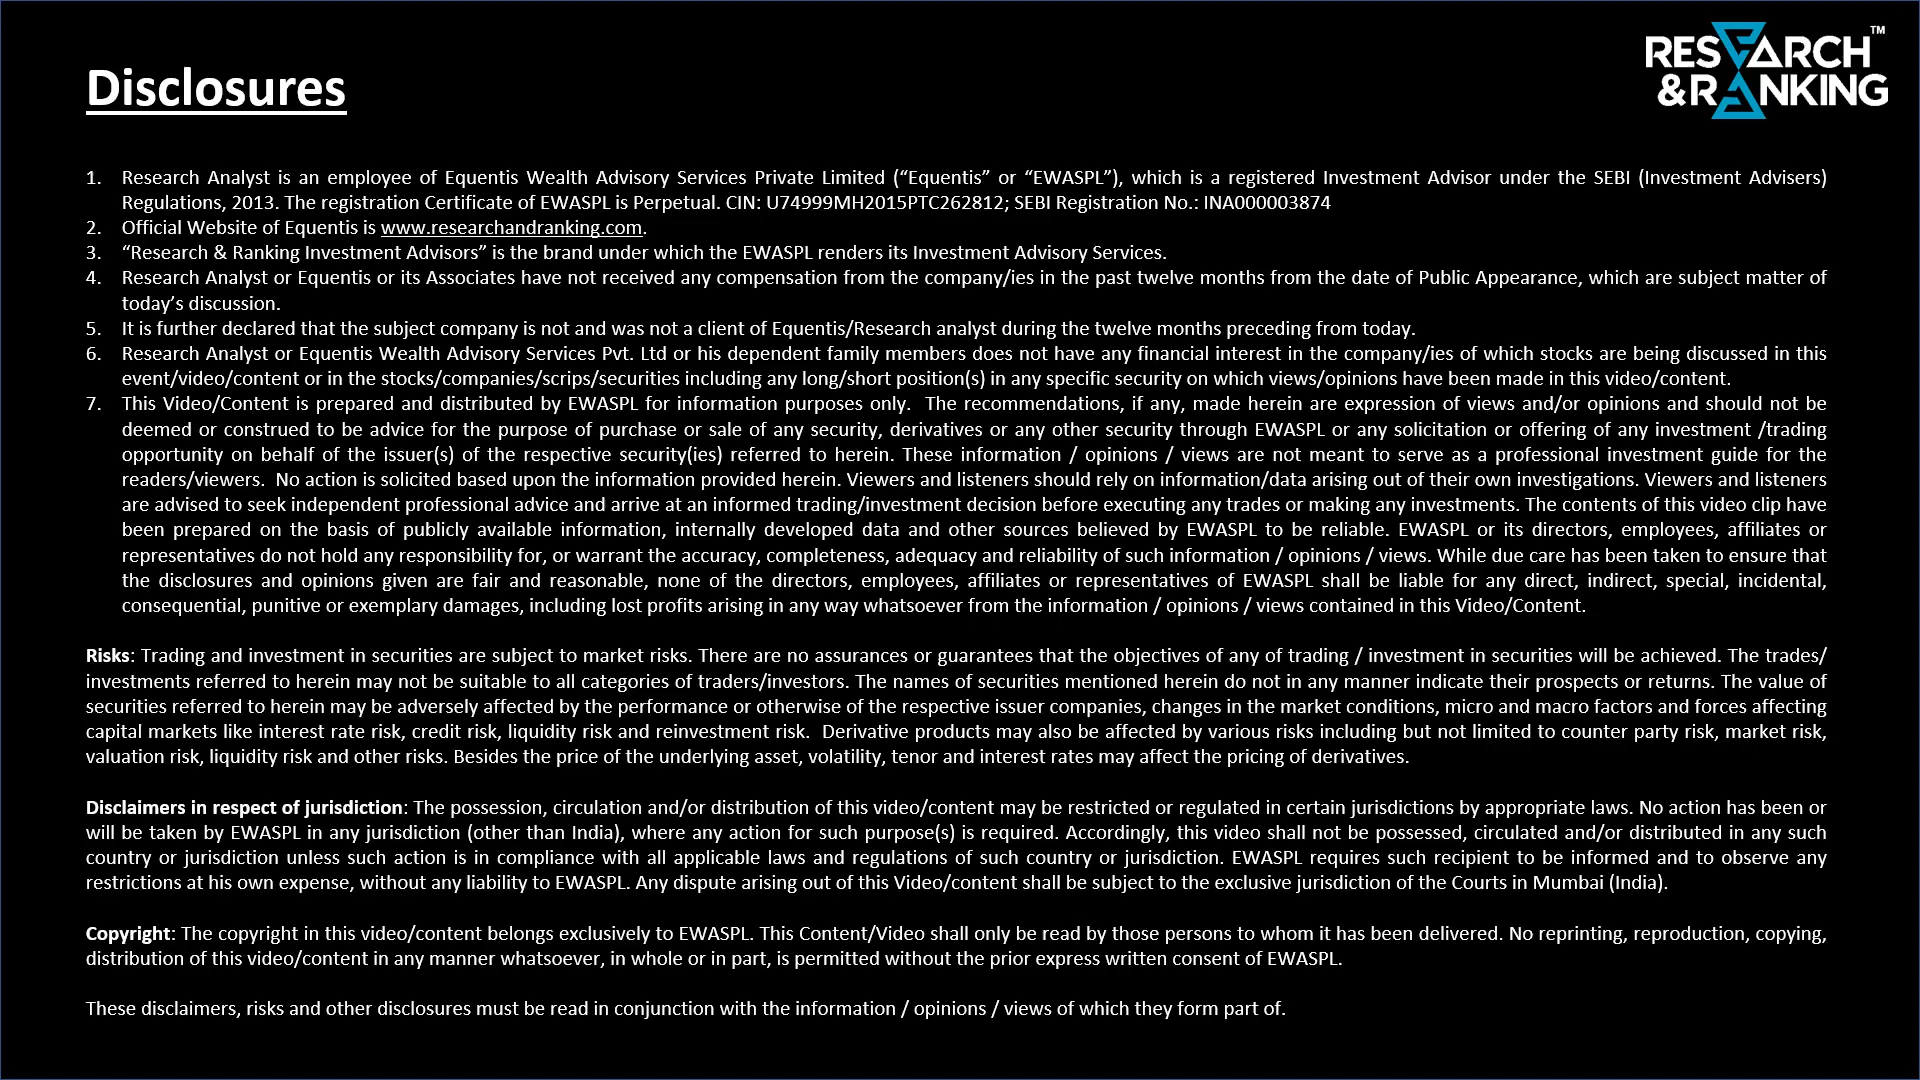 RESEARCH™
&RANKING
Disclosures
1. Research Analyst is an employee of Equentis Wealth Advisory Services Private Limited (“Equentis” or “EWASPL”), which is a registered Investment Advisor under the SEBI (Investment Advisers)
Regulations, 2013. The registration Certificate of EWASPL is Perpetual. CIN: U74999MH2015PTC262812; SEBI Registration No.: INA000003874
2. Official Website of Equentis is www.researchandranking.com.
3. “Research & Ranking Investment Advisors” is the brand under which the EWASPL renders its Investment Advisory Services.
4. Research Analyst or Equentis or its Associates have not received any compensation from the company/ies in the past twelve months from the date of Public Appearance, which are subject matter of
today’s discussion.
5. It is further declared that the subject company is not and was not a client of Equentis/Research analyst during the twelve months preceding from today.
6. Research Analyst or Equentis Wealth Advisory Services Pvt. Ltd or his dependent family members does not have any financial interest in the company/ies of which stocks are being discussed in this
event/video/content or in the stocks/companies/scrips/securities including any long/short position(s) in any specific security on which views/opinions have been made in this video/content.
7. This Video/Content is prepared and distributed by EWASPL for information purposes only. The recommendations, if any, made herein are expression of views and/or opinions and should not be
deemed or construed to be advice for the purpose of purchase or sale of any security, derivatives or any other security through EWASPL or any solicitation or offering of any investment /trading
opportunity on behalf of the issuer(s) of the respective security(ies) referred to herein. These information / opinions / views are not meant to serve as a professional investment guide for the
readers/viewers. No action is solicited based upon the information provided herein. Viewers and listeners should rely on information/data arising out of their own investigations. Viewers and listeners
are advised to seek independent professional advice and arrive at an informed trading/investment decision before executing any trades or making any investments. The contents of this video clip have
been prepared on the basis of publicly available information, internally developed data and other sources believed by EWASPL to be reliable. EWASPL or its directors, employees, affiliates or
representatives do not hold any responsibility for, or warrant the accuracy, completeness, adequacy and reliability of such information / opinions / views. While due care has been taken to ensure that
the disclosures and opinions given are fair and reasonable, none of the directors, employees, affiliates or representatives of EWASPL shall be liable for any direct, indirect, special, incidental,
consequential, punitive or exemplary damages, including lost profits arising in any way whatsoever from the information / opinions / views contained in this Video/Content.
Risks: Trading and investment in securities are subject to market risks. There are no assurances or guarantees that the objectives of any of trading / investment in securities will be achieved. The trades/
investments referred to herein may not be suitable to all categories of traders/investors. The names of securities mentioned herein do not in any manner indicate their prospects or returns. The value of
securities referred to herein may be adversely affected by the performance or otherwise of the respective issuer companies, changes in the market conditions, micro and macro factors and forces affecting
capital markets like interest rate risk, credit risk, liquidity risk and reinvestment risk. Derivative products may also be affected by various risks including but not limited to counter party risk, market risk,
valuation risk, liquidity risk and other risks. Besides the price of the underlying asset, volatility, tenor and interest rates may affect the pricing of derivatives.
Disclaimers in respect of jurisdiction: The possession, circulation and/or distribution of this video/content may be restricted or regulated in certain jurisdictions by appropriate laws. No action has been or
will be taken by EWASPL in any jurisdiction (other than India), where any action for such purpose(s) is required. Accordingly, this video shall not be possessed, circulated and/or distributed in any such
country or jurisdiction unless such action is in compliance with all applicable laws and regulations of such country or jurisdiction. EWASPL requires such recipient to be informed and to observe any
restrictions at his own expense, without any liability to EWASPL. Any dispute arising out of this Video/content shall be subject to the exclusive jurisdiction of the Courts in Mumbai (India).
Copyright: The copyright in this video/content belongs exclusively to EWASPL. This Content/Video shall only be read by those persons to whom it has been delivered. No reprinting, reproduction, copying,
distribution of this video/content in any manner whatsoever, in whole or in part, is permitted without the prior express written consent of EWASPL.
These disclaimers, risks and other disclosures must be read in conjunction with the information / opinions / views of which they form part of.